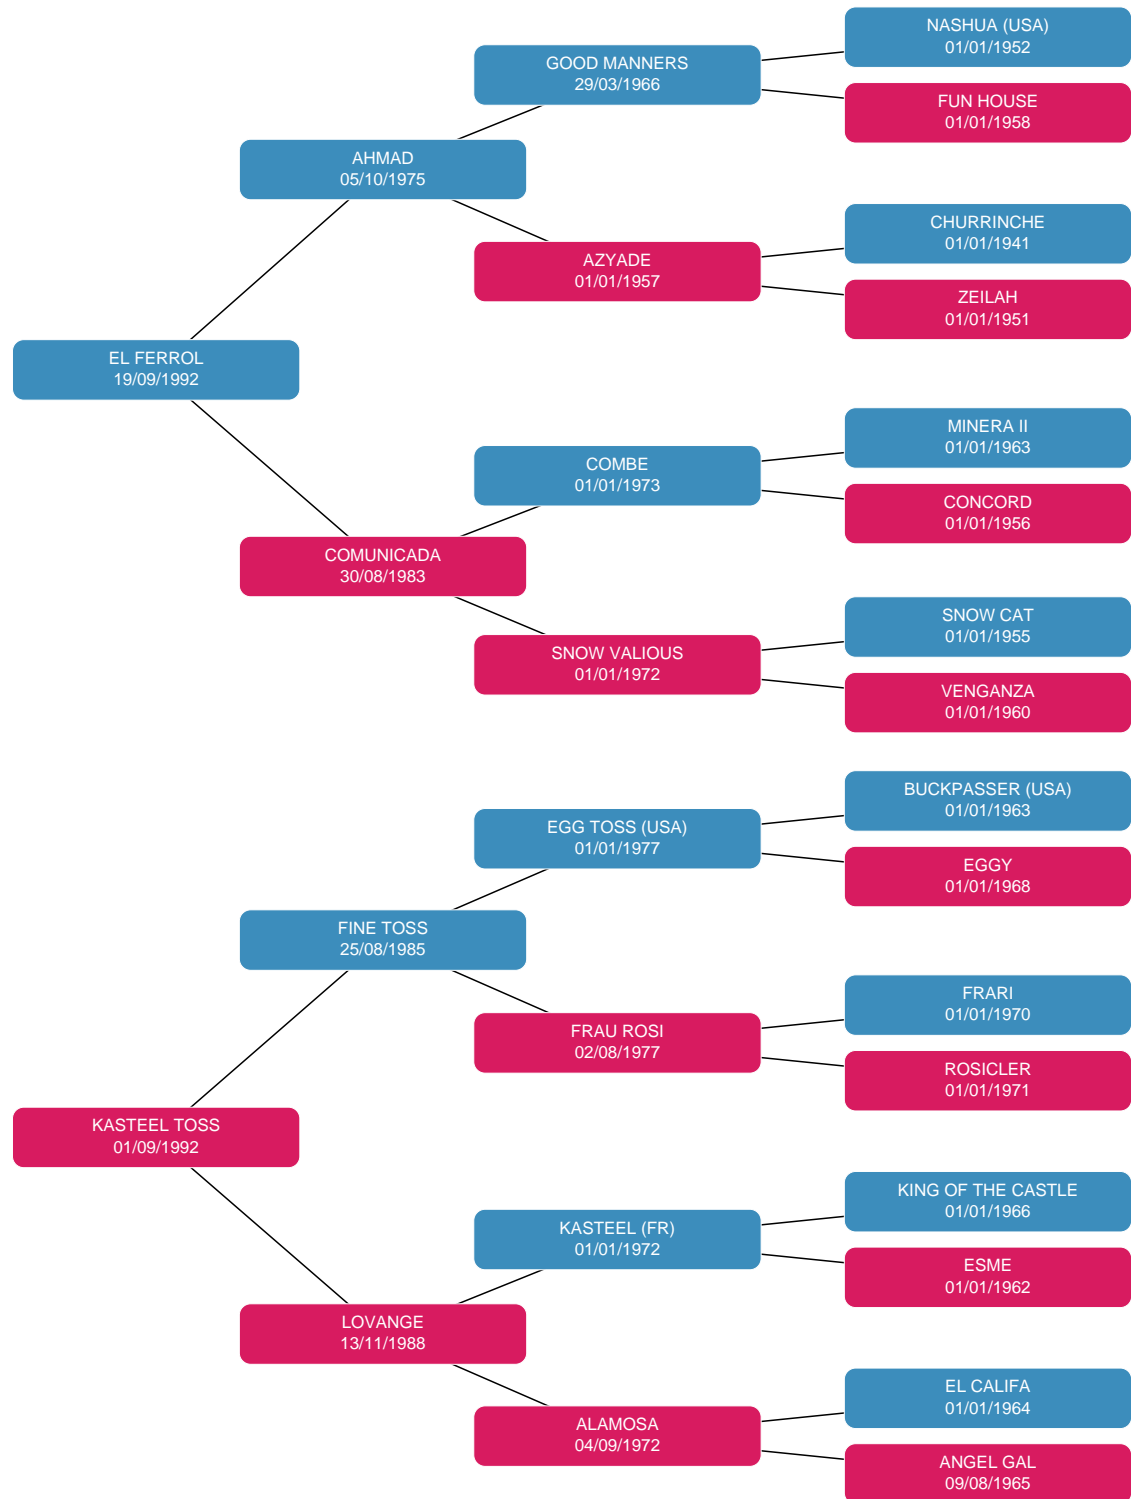 NASHUA (USA)
01/01/1952
GOOD MANNERS
29/03/1966
FUN HOUSE
01/01/1958
AHMAD
05/10/1975
CHURRINCHE
01/01/1941
AZYADE
01/01/1957
ZEILAH
01/01/1951
EL FERROL
19/09/1992
MINERA II
01/01/1963
COMBE
01/01/1973
CONCORD
01/01/1956
COMUNICADA
30/08/1983
SNOW CAT
01/01/1955
SNOW VALIOUS
01/01/1972
VENGANZA
01/01/1960
BUCKPASSER (USA)
01/01/1963
EGG TOSS (USA)
01/01/1977
EGGY
01/01/1968
FINE TOSS
25/08/1985
FRARI
01/01/1970
FRAU ROSI
02/08/1977
ROSICLER
01/01/1971
KASTEEL TOSS
01/09/1992
KING OF THE CASTLE
01/01/1966
KASTEEL (FR)
01/01/1972
ESME
01/01/1962
LOVANGE
13/11/1988
EL CALIFA
01/01/1964
ALAMOSA
04/09/1972
ANGEL GAL
09/08/1965